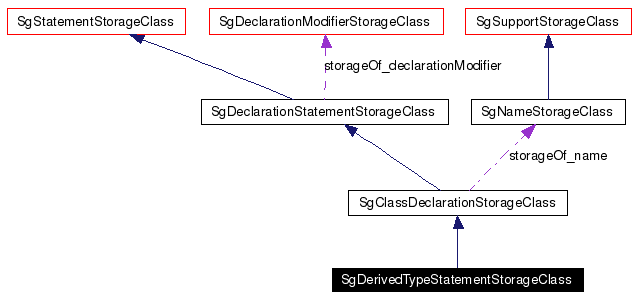 SgStatementStorageClass
SgDeclarationModifierStorageClass
SgSupportStorageClass
storageOf_declarationModifier
SgDeclarationStatementStorageClass
SgNameStorageClass
storageOf_name
SgClassDeclarationStorageClass
SgDerivedTypeStatementStorageClass